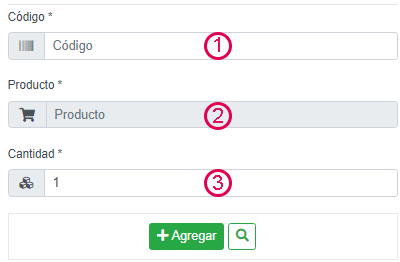 Código *
Código 1
Producto *
Producto 2
Cantidad *
1 3
Agregar